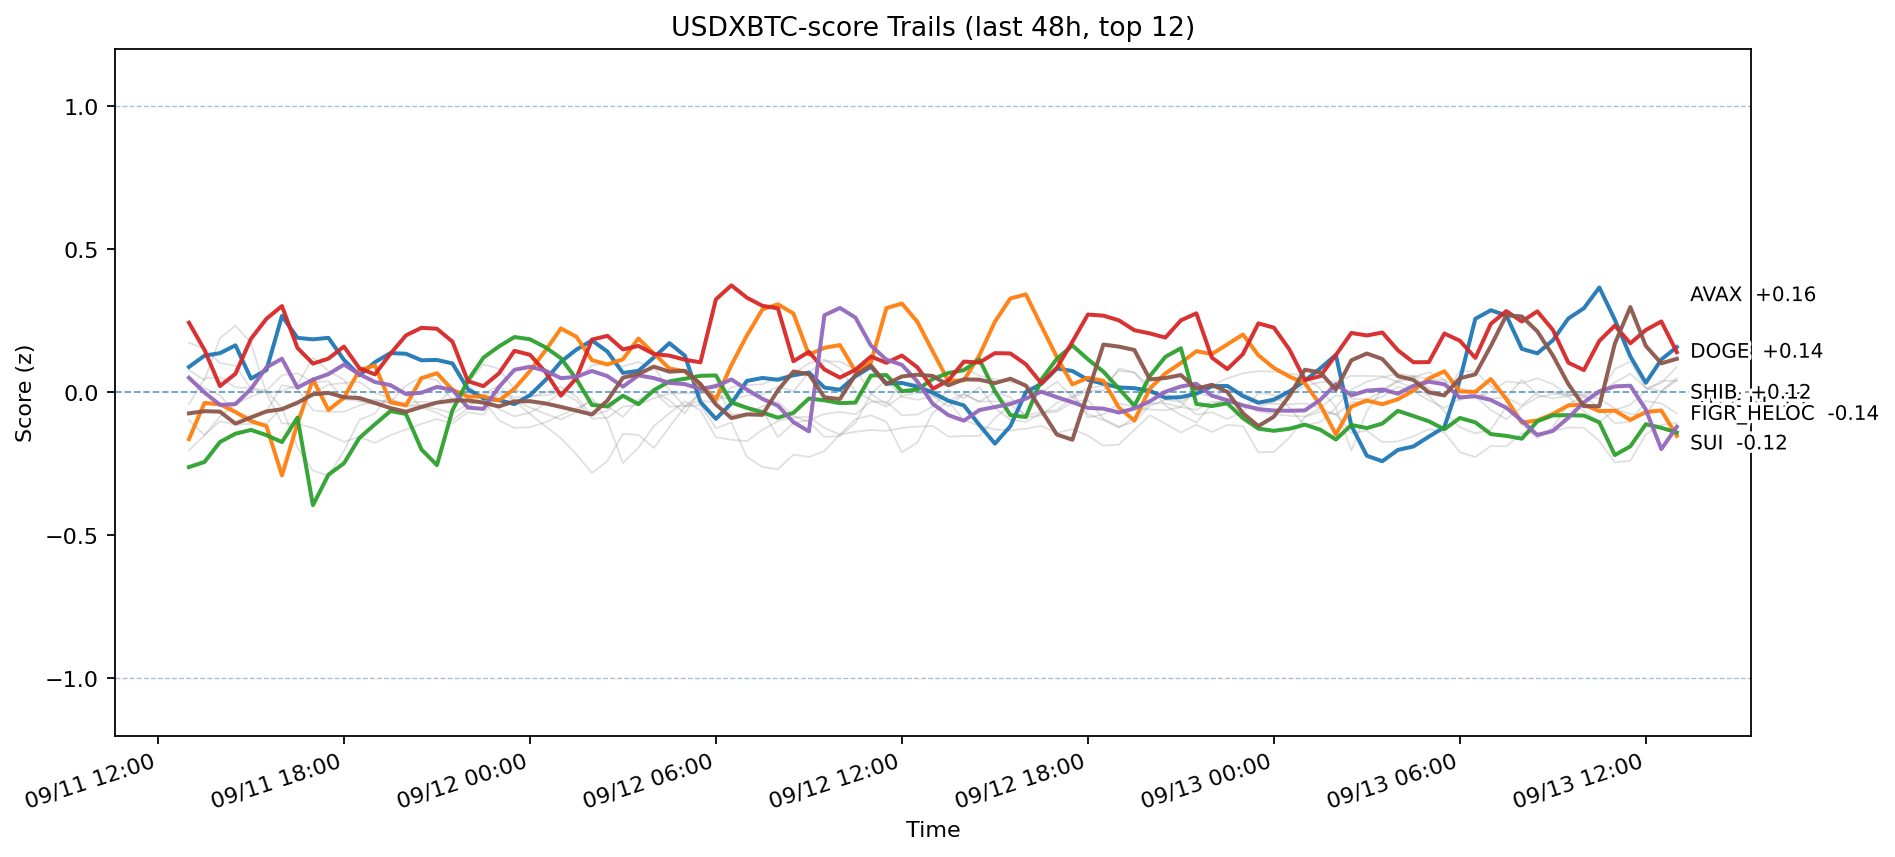 USDXBTC-score Trails (last 48h, top 12)
Score (z)
1.0
0.5
0.0
−0.5
−1.0
AVAX +0.16
DOGE +0.14
SHIB +0.12
FIGR_HELOC -0.14
SUI -0.12
09/11 12:00
09/11 18:00
09/12 00:00
09/12 06:00
09/12 12:00
09/12 18:00
09/13 00:00
09/13 06:00
09/13 12:00
Time